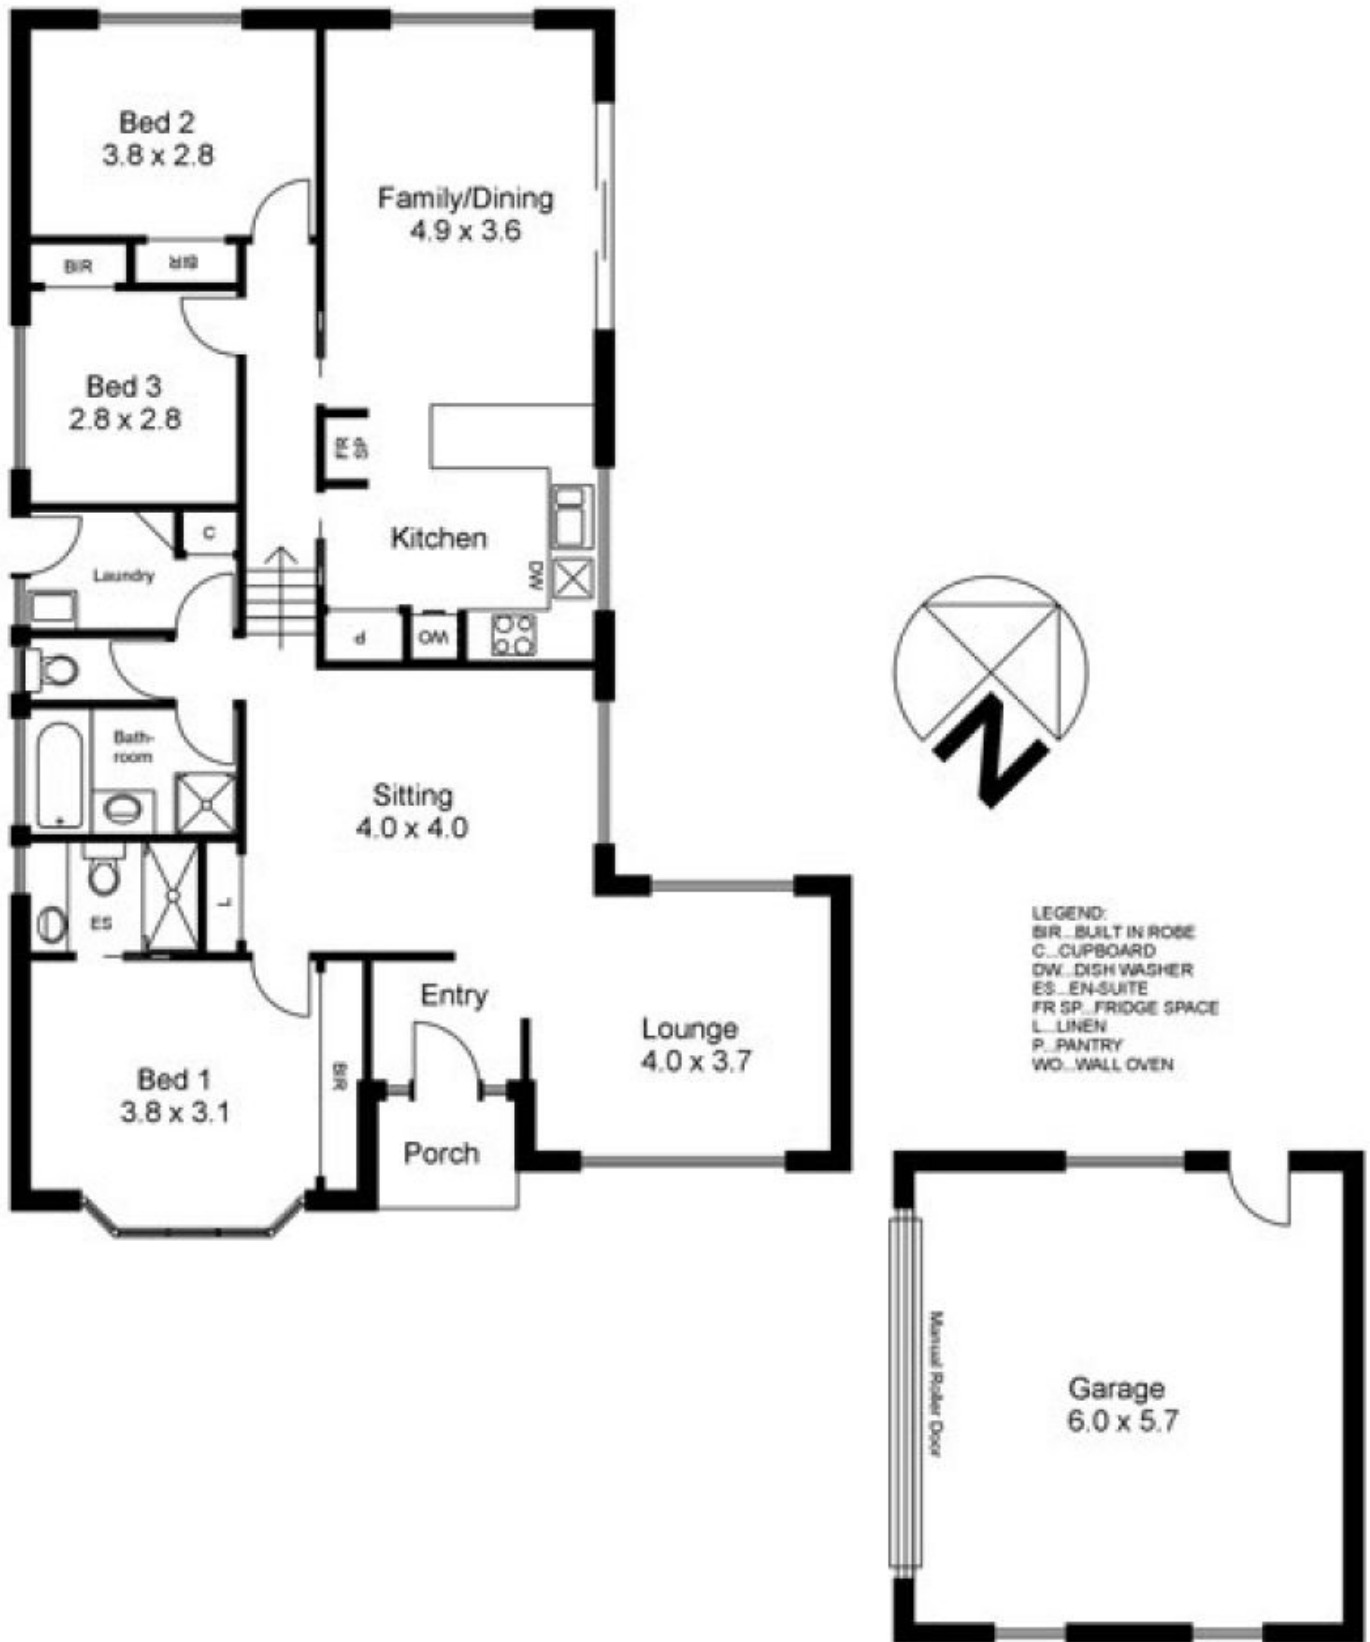 Bed 2
3.8 x 2.8
Family/Dining
4.9 x 3.6
BIR
BIR
Bed 3
2.8 x 2.8
FR
SP
Kitchen
C
Laundry
DW
P
WO
Bath-
room
Sitting
4.0 x 4.0
L
ES
Entry
Lounge
4.0 x 3.7
Bed 1
3.8 x 3.1
BIR
Porch
N
LEGEND:
BIR...BUILT IN ROBE
C...CUPBOARD
DW...DISH WASHER
ES...EN-SUITE
FR SP...FRIDGE SPACE
L...LINEN
P...PANTRY
WO...WALL OVEN
Manual Roller Door
Garage
6.0 x 5.7